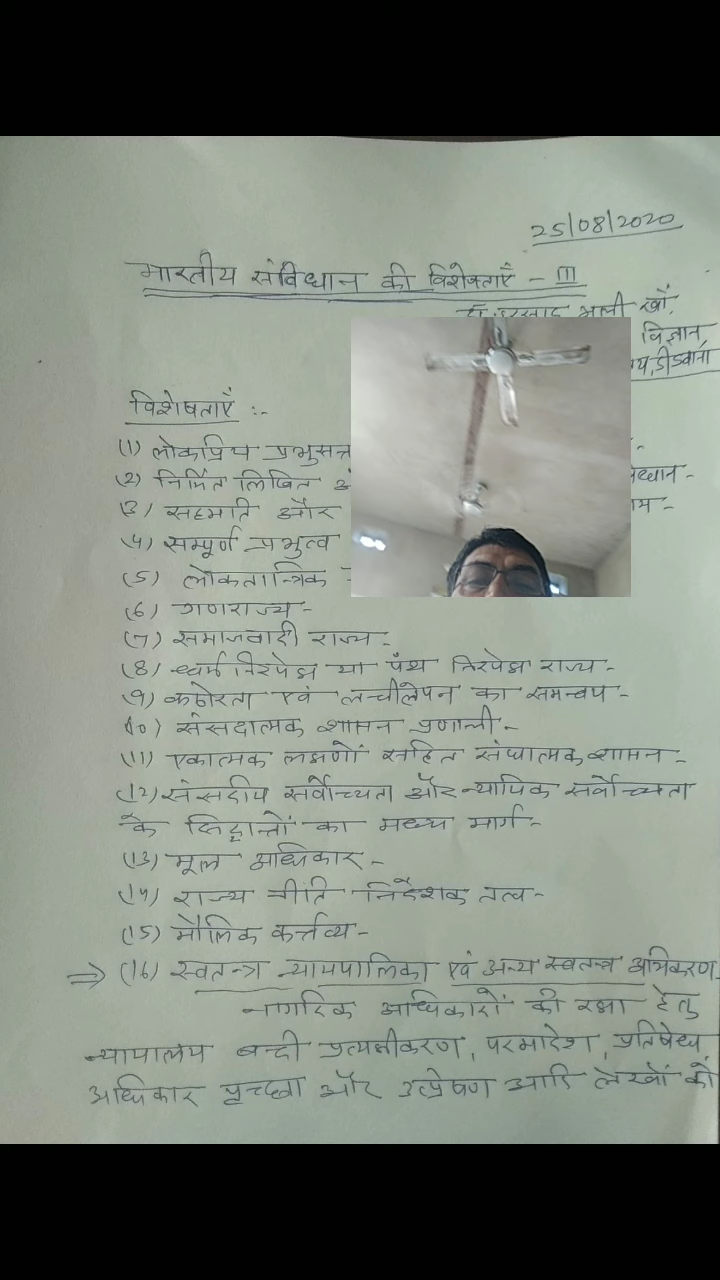 25/08/2020
भारतीय संविधान की विशेषताएँ - III
खाँ,
विज्ञान,
डीडवाना
विशेषताएँ :-
(1) लोकप्रिय प्रभुसत्त
(2) निर्मित लिखित
(3) सहमति और
(4) सम्पूर्ण प्रभुत्व
(5) लोकतान्त्रिक
(6) गणराज्य -
(7) समाजवादी राज्य -
(8) धर्म निरपेक्ष या पंथ निरपेक्ष राज्य -
(9) कठोरता एवं लचीलेपन का समन्वय -
(10) संसदात्मक शासन प्रणाली -
(11) एकात्मक लक्षणों सहित संघात्मक शासन -
(12) संसदीय सर्वोच्चता और न्यायिक सर्वोच्चता
के सिद्धान्तों का मध्य मार्ग -
(13) मूल अधिकार -
(14) राज्य नीति निर्देशक तत्व -
(15) मौलिक कर्त्तव्य -
⇒ (16) स्वतन्त्र न्यायपालिका एवं अन्य स्वतन्त्र अभिकरण -
नागरिक अधिकारों की रक्षा हेतु
न्यायालय बन्दी प्रत्यक्षीकरण, परमादेश, प्रतिषेध,
अधिकार पृच्छा और उत्प्रेषण आदि लेखों को